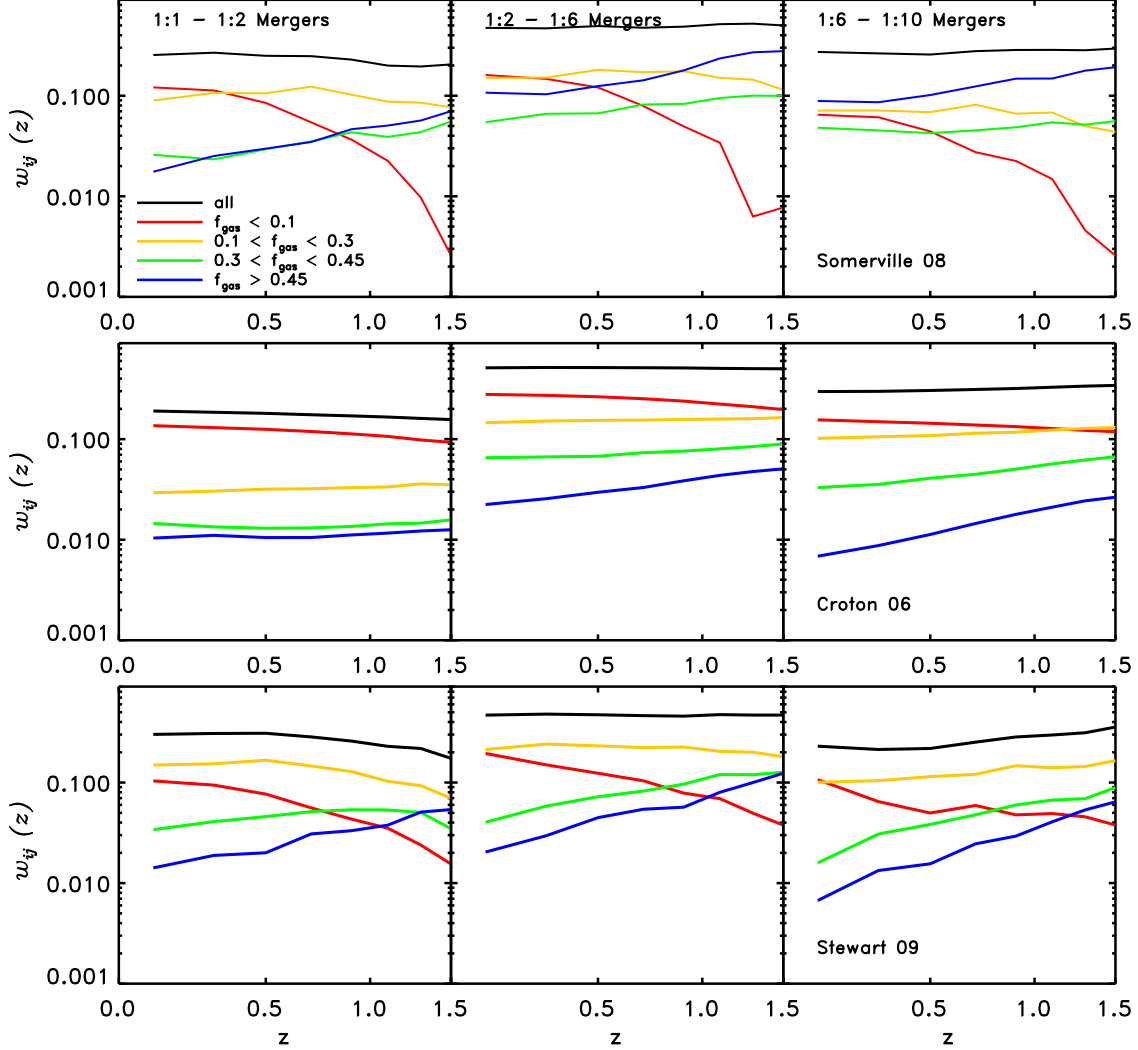 1:1 - 1:2 Mergers
1:2 - 1:6 Mergers
1:6 - 1:10 Mergers
0.100
0.010
0.001
w_ij (z)
all
f_gas < 0.1
0.1 < f_gas < 0.3
0.3 < f_gas < 0.45
f_gas > 0.45
Somerville 08
0.0 0.5 1.0 1.5 0.5 1.0 1.5 0.5 1.0 1.5
0.100
0.010
0.001
w_ij (z)
Croton 06
0.0 0.5 1.0 1.5 0.5 1.0 1.5 0.5 1.0 1.5
0.100
0.010
0.001
w_ij (z)
Stewart 09
0.0 0.5 1.0 1.5 0.5 1.0 1.5 0.5 1.0 1.5
z z z